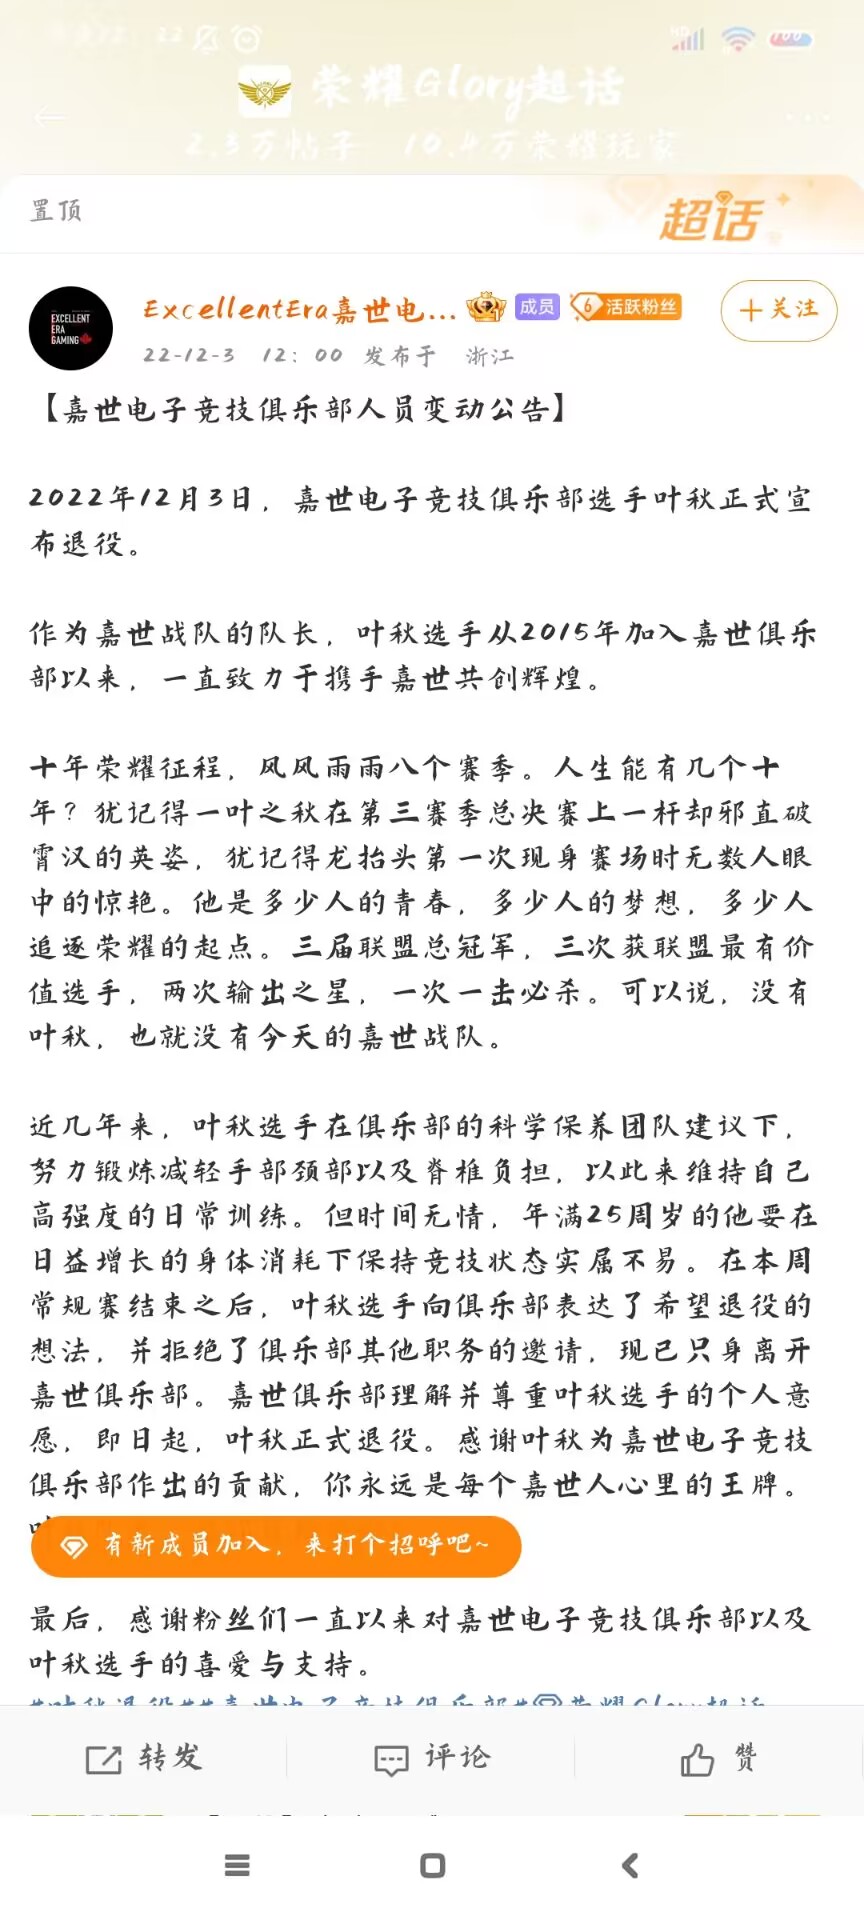 荣耀Glory超话
2.3万帖子 10.4万荣耀玩家
置顶
超话
EXCELLENT
ERA
GAMING
ExcellentEra嘉世电... 成员 6 活跃粉丝
+关注
22-12-3 12:00 发布于 浙江
【嘉世电子竞技俱乐部人员变动公告】
2022年12月3日，嘉世电子竞技俱乐部选手叶秋正式宣
布退役。
作为嘉世战队的队长，叶秋选手从2015年加入嘉世俱乐
部以来，一直致力于携手嘉世共创辉煌。
十年荣耀征程，风风雨雨八个赛季。人生能有几个十
年？犹记得一叶之秋在第三赛季总决赛上一杆却邪直破
霄汉的英姿，犹记得龙抬头第一次现身赛场时无数人眼
中的惊艳。他是多少人的青春，多少人的梦想，多少人
追逐荣耀的起点。三届联盟总冠军，三次获联盟最有价
值选手，两次输出之星，一次一击必杀。可以说，没有
叶秋，也就没有今天的嘉世战队。
近几年来，叶秋选手在俱乐部的科学保养团队建议下，
努力锻炼减轻手部颈部以及脊椎负担，以此来维持自己
高强度的日常训练。但时间无情，年满25周岁的他要在
日益增长的身体消耗下保持竞技状态实属不易。在本周
常规赛结束之后，叶秋选手向俱乐部表达了希望退役的
想法，并拒绝了俱乐部其他职务的邀请，现已只身离开
嘉世俱乐部。嘉世俱乐部理解并尊重叶秋选手的个人意
愿，即日起，叶秋正式退役。感谢叶秋为嘉世电子竞技
俱乐部作出的贡献，你永远是每个嘉世人心里的王牌。
有新成员加入，来打个招呼吧~
最后，感谢粉丝们一直以来对嘉世电子竞技俱乐部以及
叶秋选手的喜爱与支持。
#叶秋退役##嘉世电子竞技俱乐部#荣耀Glory超话
转发
评论
赞